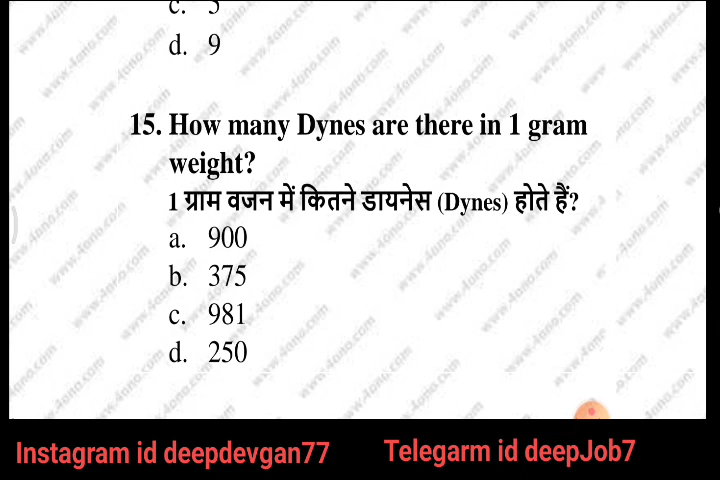 c. 5
d. 9
15. How many Dynes are there in 1 gram
weight?
1 ग्राम वजन में कितने डायनेस (Dynes) होते हैं?
a. 900
b. 375
c. 981
d. 250
Instagram id deepdevgan77 Telegarm id deepJob7